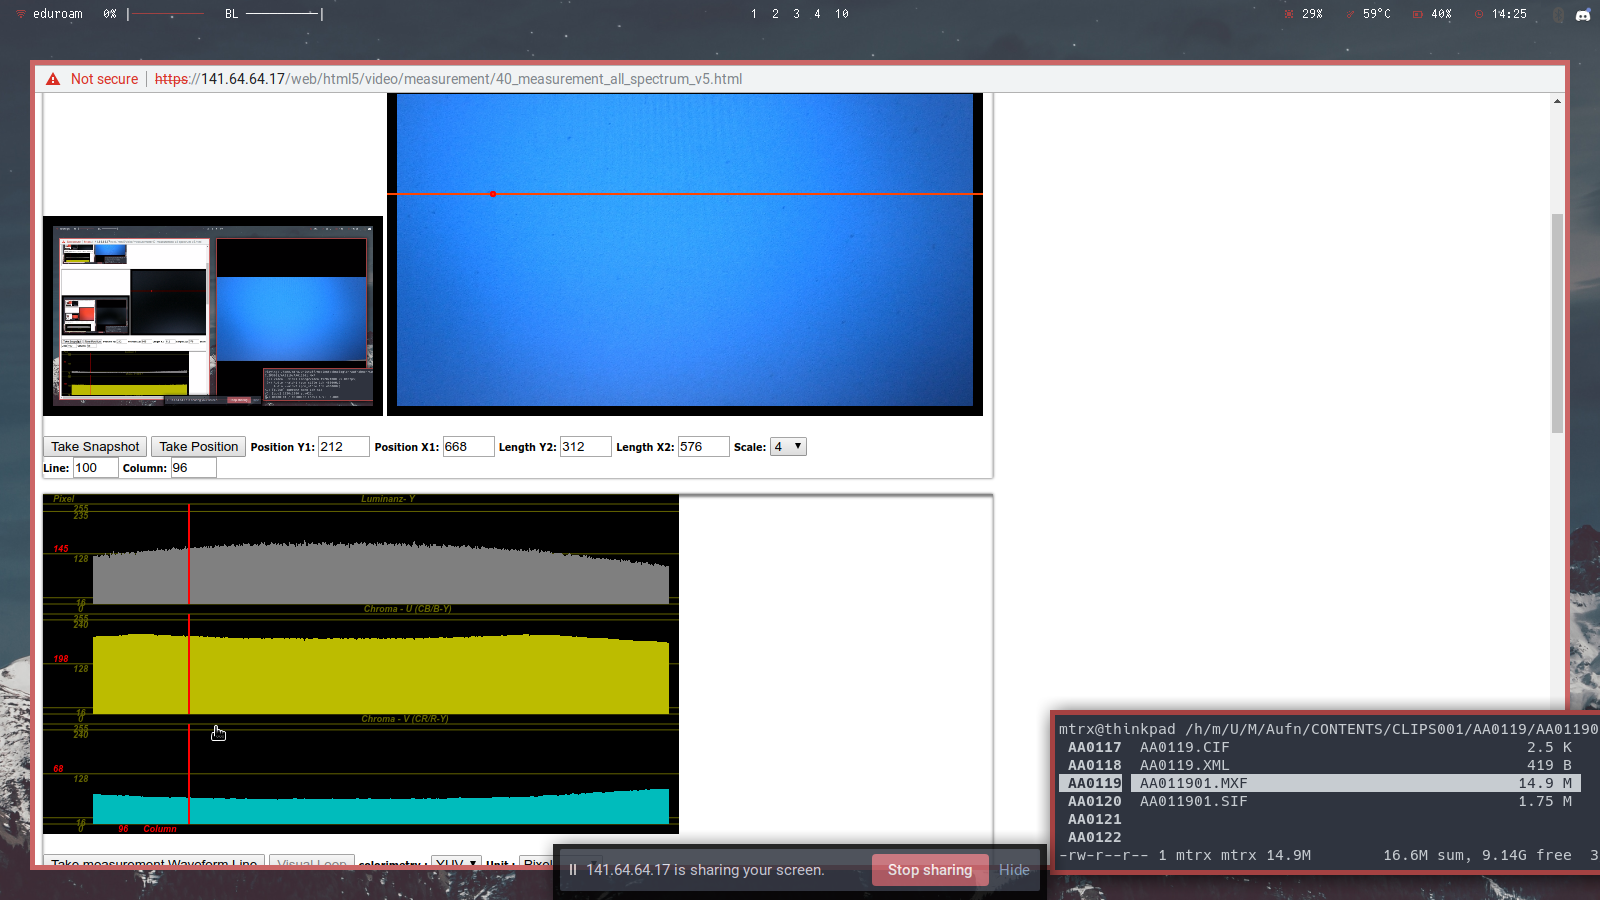 eduroam 0% BL 1 2 3 4 10 29% 59°C 40% 14:25
Not secure https://141.64.64.17/web/html5/video/measurement/40_measurement_all_spectrum_v5.html
Take Snapshot Take Position Position Y1: 212 Position X1: 668 Length Y2: 312 Length X2: 576 Scale: 4
Line: 100 Column: 96
Pixel Luminanz- Y
255
235
145
128
16
0
Chroma - U (CB/B-Y)
255
240
198
128
16
0
Chroma - V (CR/R-Y)
255
240
68
128
16
0
96 Column
Take measurement Waveform Line Visual Loop colorimetry : YUV Unit : Pixel
141.64.64.17 is sharing your screen. Stop sharing Hide
mtrx@thinkpad /h/m/U/M/Aufn/CONTENTS/CLIPS001/AA0119/AA01190
AA0117 AA0119.CIF 2.5 K
AA0118 AA0119.XML 419 B
AA0119 AA011901.MXF 14.9 M
AA0120 AA011901.SIF 1.75 M
AA0121
AA0122
-rw-r--r-- 1 mtrx mtrx 14.9M 16.6M sum, 9.14G free 3